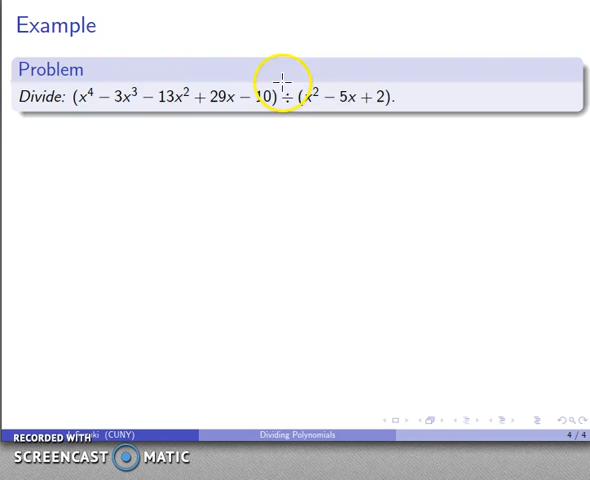 Example
Problem
Divide: (x⁴ − 3x³ − 13x² + 29x − 10) ÷ (x² − 5x + 2).
(CUNY)
Dividing Polynomials
4 / 4
RECORDED WITH
SCREENCAST MATIC